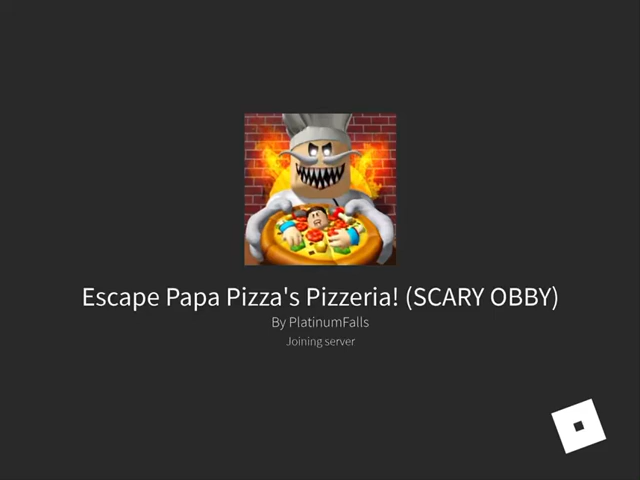 Escape Papa Pizza's Pizzeria! (SCARY OBBY)
By PlatinumFalls
Joining server